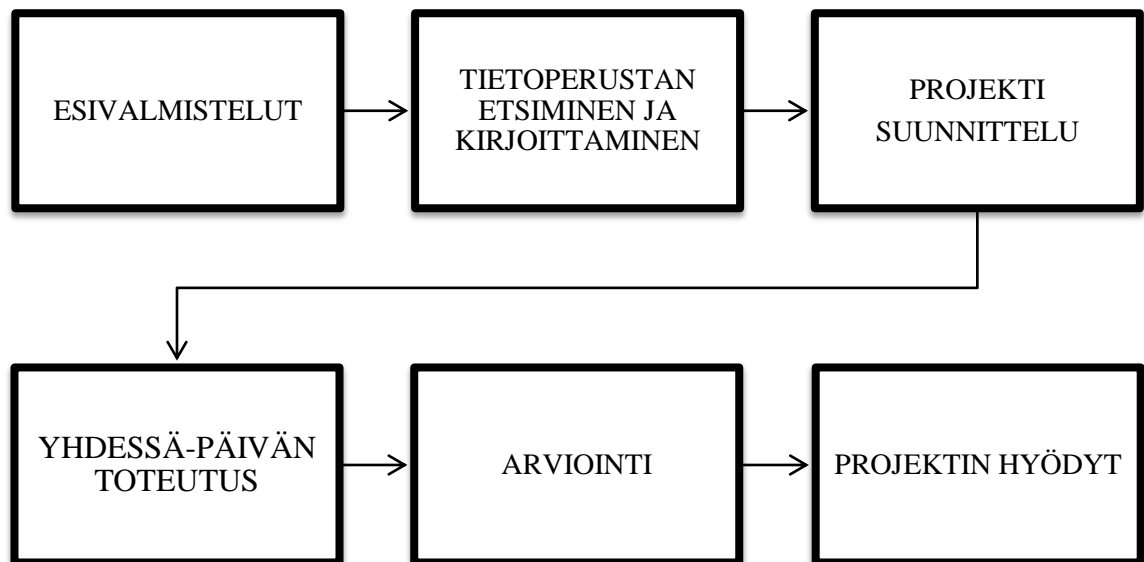 ESIVALMISTELUT
TIETOPERUSTAN
ETSIMINEN JA
KIRJOITTAMINEN
PROJEKTI
SUUNNITTELU
YHDESSÄ-PÄIVÄN
TOTEUTUS
ARVIOINTI
PROJEKTIN HYÖDYT